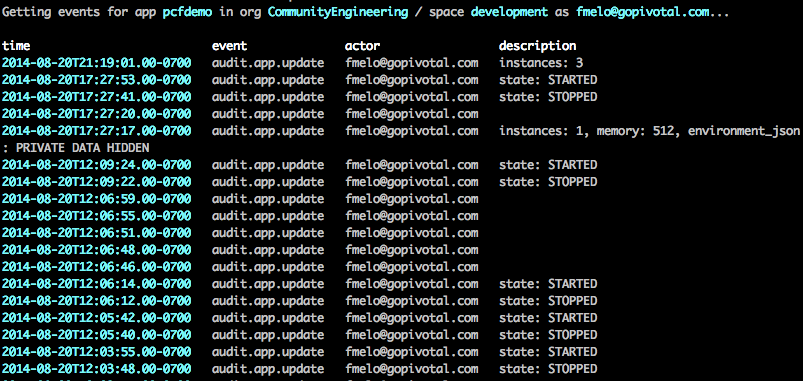 Getting events for app pcfdemo in org CommunityEngineering / space development as fmelo@gopivotal.com...
time event actor description
2014-08-20T21:19:01.00-0700 audit.app.update fmelo@gopivotal.com instances: 3
2014-08-20T17:27:53.00-0700 audit.app.update fmelo@gopivotal.com state: STARTED
2014-08-20T17:27:41.00-0700 audit.app.update fmelo@gopivotal.com state: STOPPED
2014-08-20T17:27:20.00-0700 audit.app.update fmelo@gopivotal.com
2014-08-20T17:27:17.00-0700 audit.app.update fmelo@gopivotal.com instances: 1, memory: 512, environment_json
: PRIVATE DATA HIDDEN
2014-08-20T12:09:24.00-0700 audit.app.update fmelo@gopivotal.com state: STARTED
2014-08-20T12:09:22.00-0700 audit.app.update fmelo@gopivotal.com state: STOPPED
2014-08-20T12:06:59.00-0700 audit.app.update fmelo@gopivotal.com
2014-08-20T12:06:55.00-0700 audit.app.update fmelo@gopivotal.com
2014-08-20T12:06:51.00-0700 audit.app.update fmelo@gopivotal.com
2014-08-20T12:06:48.00-0700 audit.app.update fmelo@gopivotal.com
2014-08-20T12:06:46.00-0700 audit.app.update fmelo@gopivotal.com
2014-08-20T12:06:14.00-0700 audit.app.update fmelo@gopivotal.com state: STARTED
2014-08-20T12:06:12.00-0700 audit.app.update fmelo@gopivotal.com state: STOPPED
2014-08-20T12:05:42.00-0700 audit.app.update fmelo@gopivotal.com state: STARTED
2014-08-20T12:05:40.00-0700 audit.app.update fmelo@gopivotal.com state: STOPPED
2014-08-20T12:03:55.00-0700 audit.app.update fmelo@gopivotal.com state: STARTED
2014-08-20T12:03:48.00-0700 audit.app.update fmelo@gopivotal.com state: STOPPED